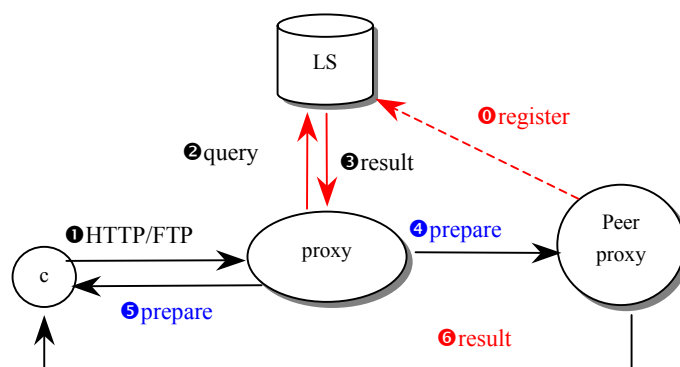 LS
⓿register
❷query
❸result
❶HTTP/FTP
proxy
❹prepare
Peer
proxy
c
❺prepare
❻result